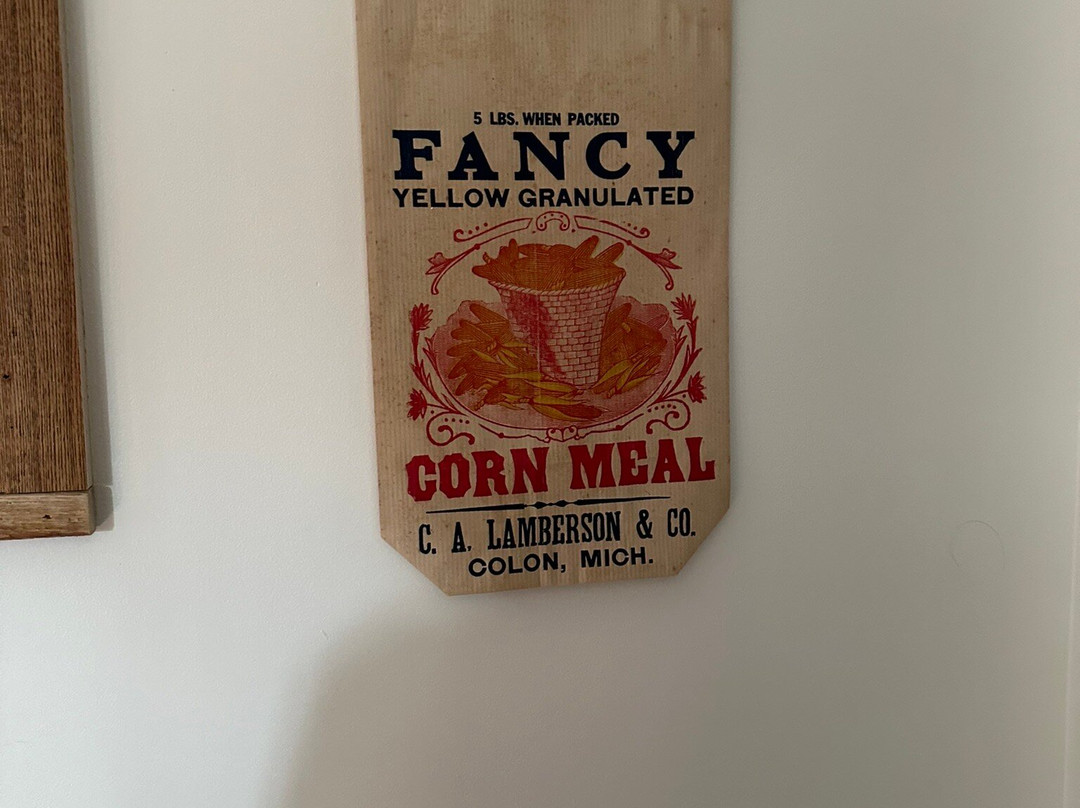 5 LBS. WHEN PACKED
FANCY
YELLOW GRANULATED
CORN MEAL
C. A. LAMBERSON & CO.
COLON, MICH.